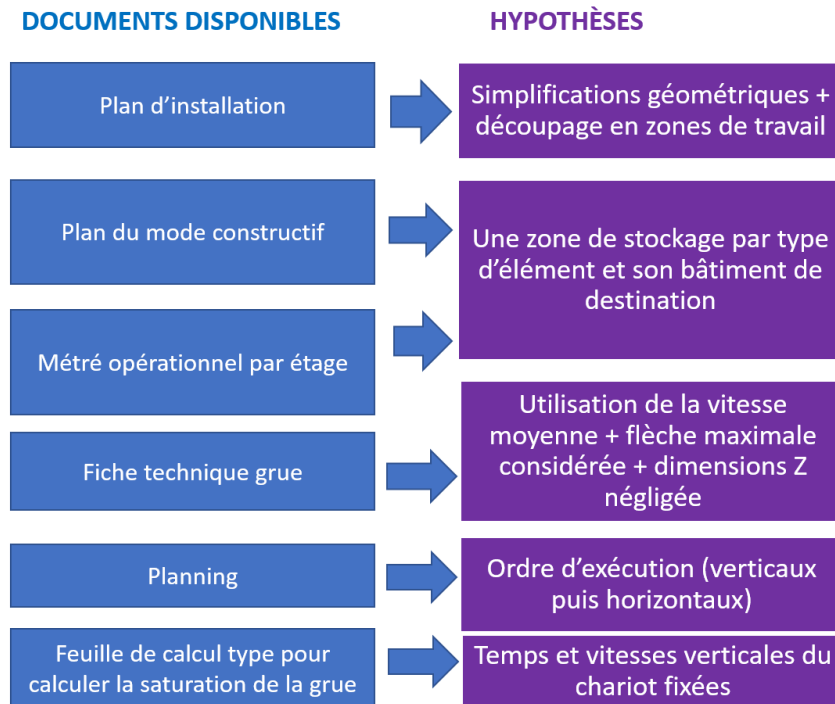 DOCUMENTS DISPONIBLES
HYPOTHÈSES
Plan d’installation
Simplifications géométriques +
découpage en zones de travail
Plan du mode constructif
Métré opérationnel par étage
Une zone de stockage par type
d’élément et son bâtiment de
destination
Fiche technique grue
Utilisation de la vitesse
moyenne + flèche maximale
considérée + dimensions Z
négligée
Planning
Ordre d’exécution (verticaux
puis horizontaux)
Feuille de calcul type pour
calculer la saturation de la grue
Temps et vitesses verticales du
chariot fixées